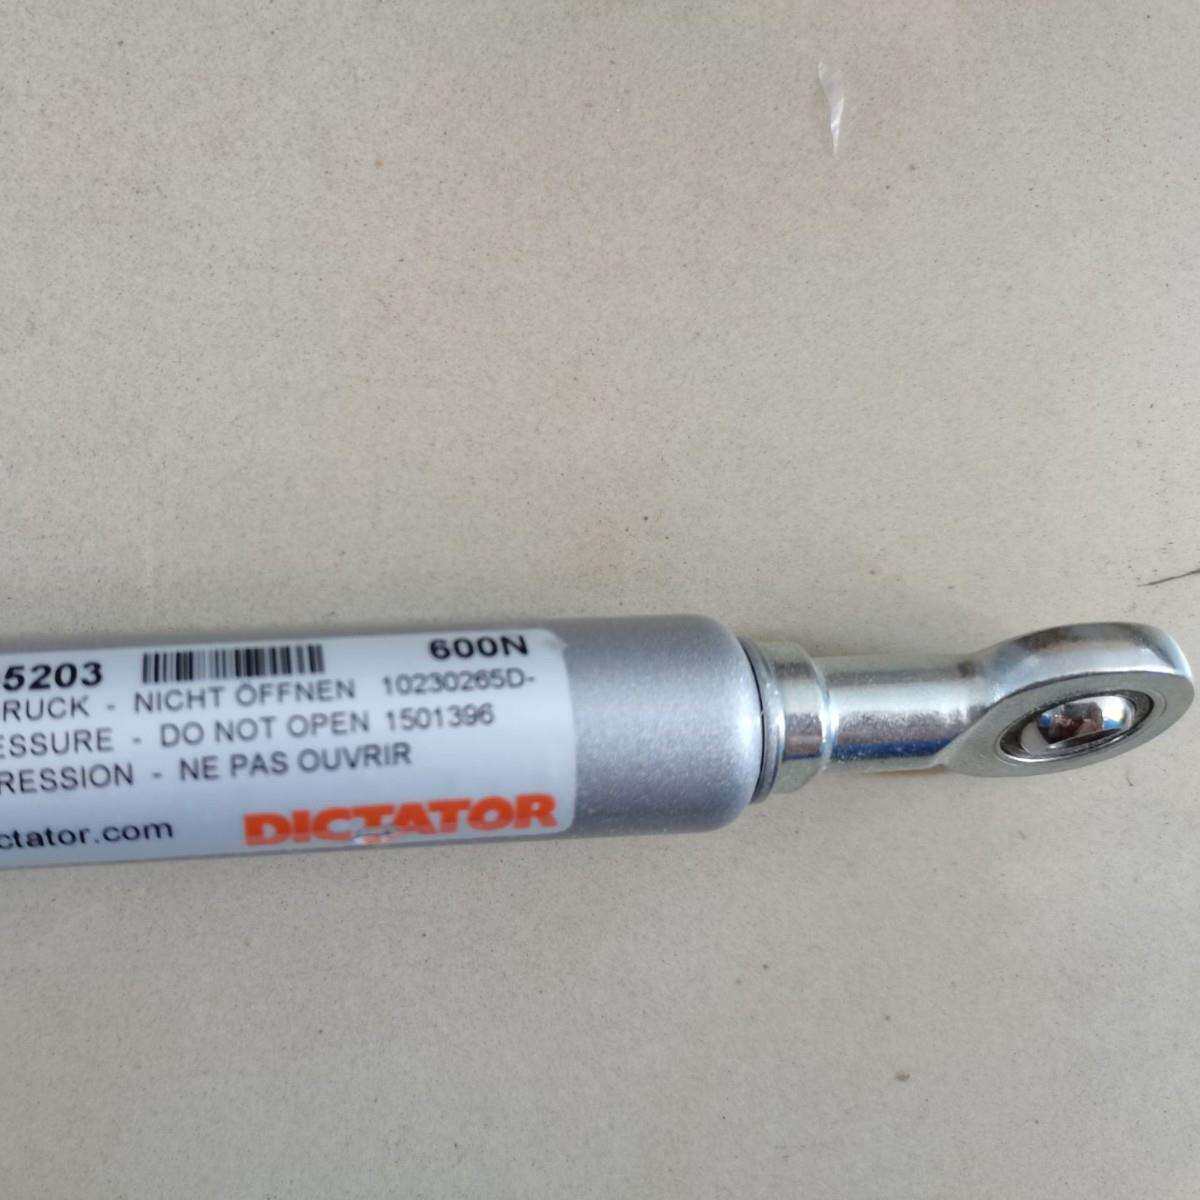 5203 600N
RUCK - NICHT ÖFFNEN 10230265D-
ESSURE - DO NOT OPEN 1501396
RESSION - NE PAS OUVRIR
ctator.com DICTATOR